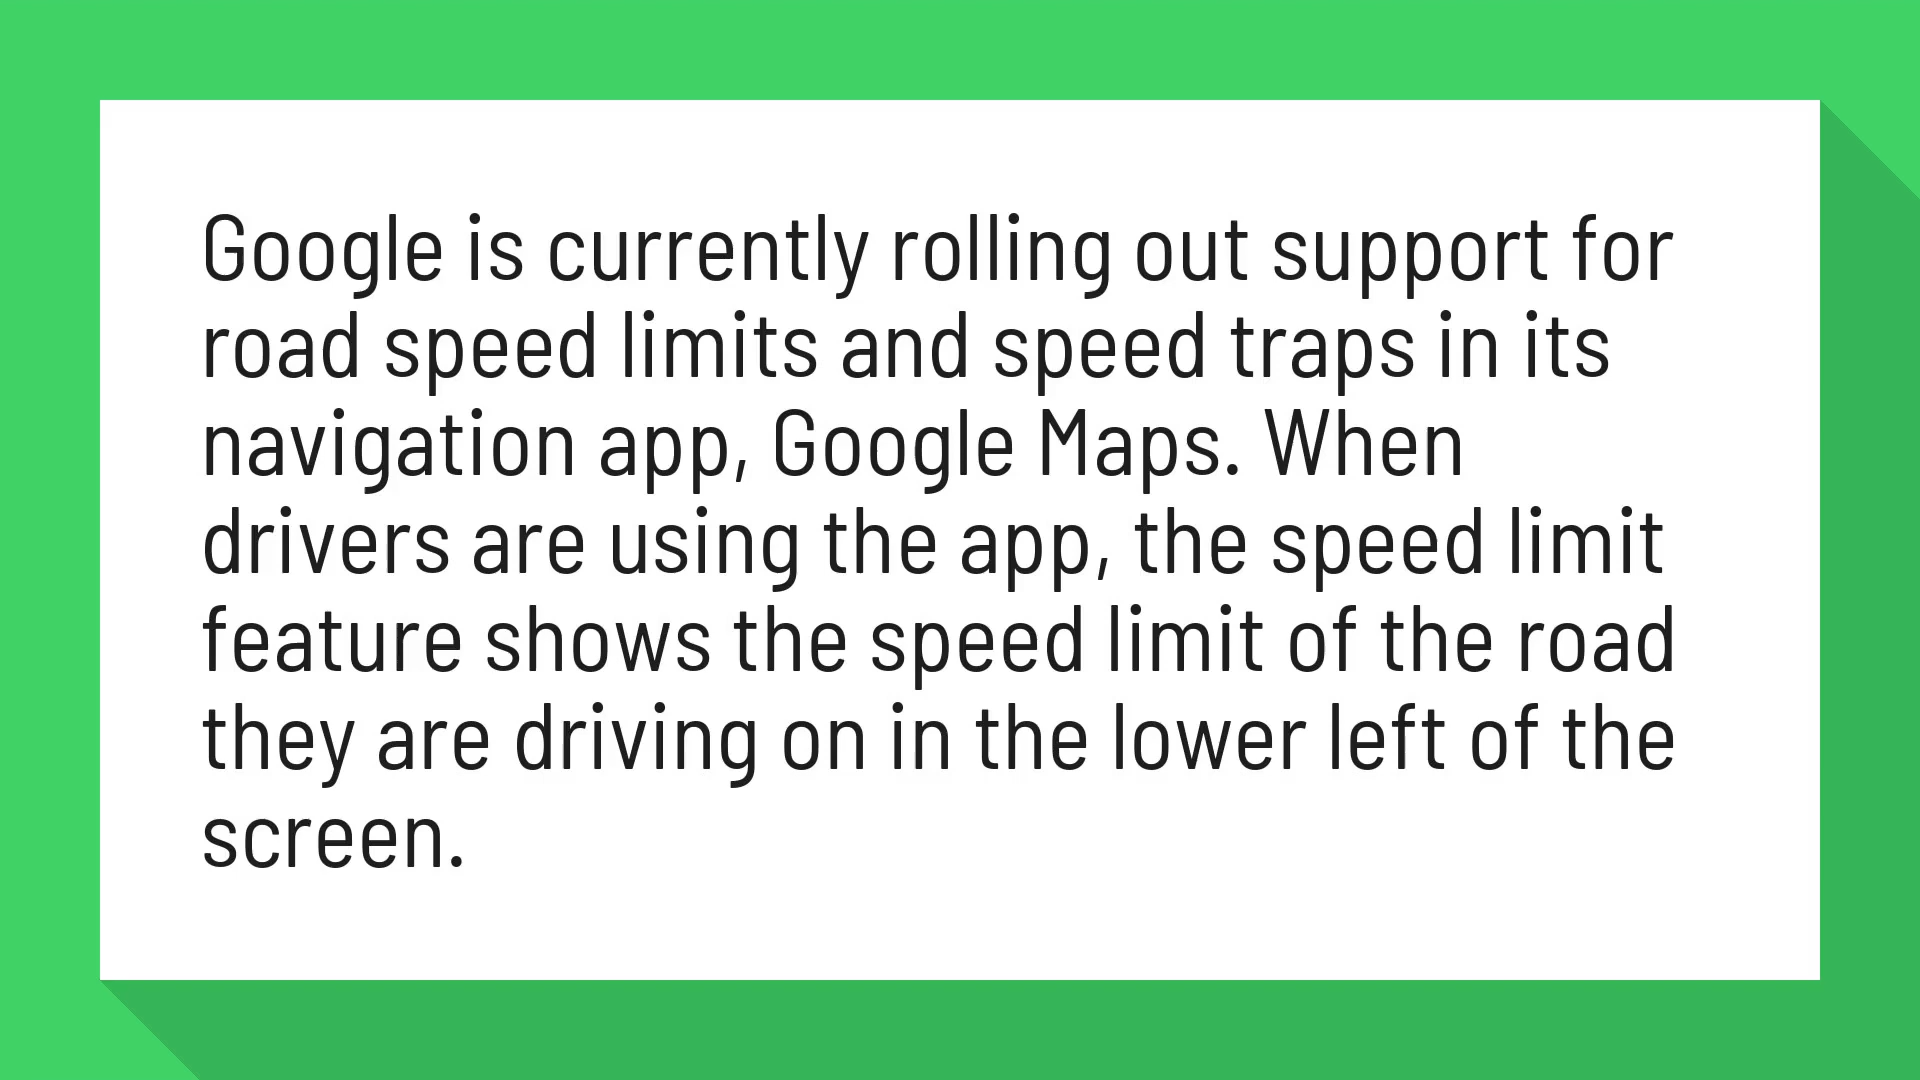 Google is currently rolling out support for
road speed limits and speed traps in its
navigation app, Google Maps. When
drivers are using the app, the speed limit
feature shows the speed limit of the road
they are driving on in the lower left of the
screen.